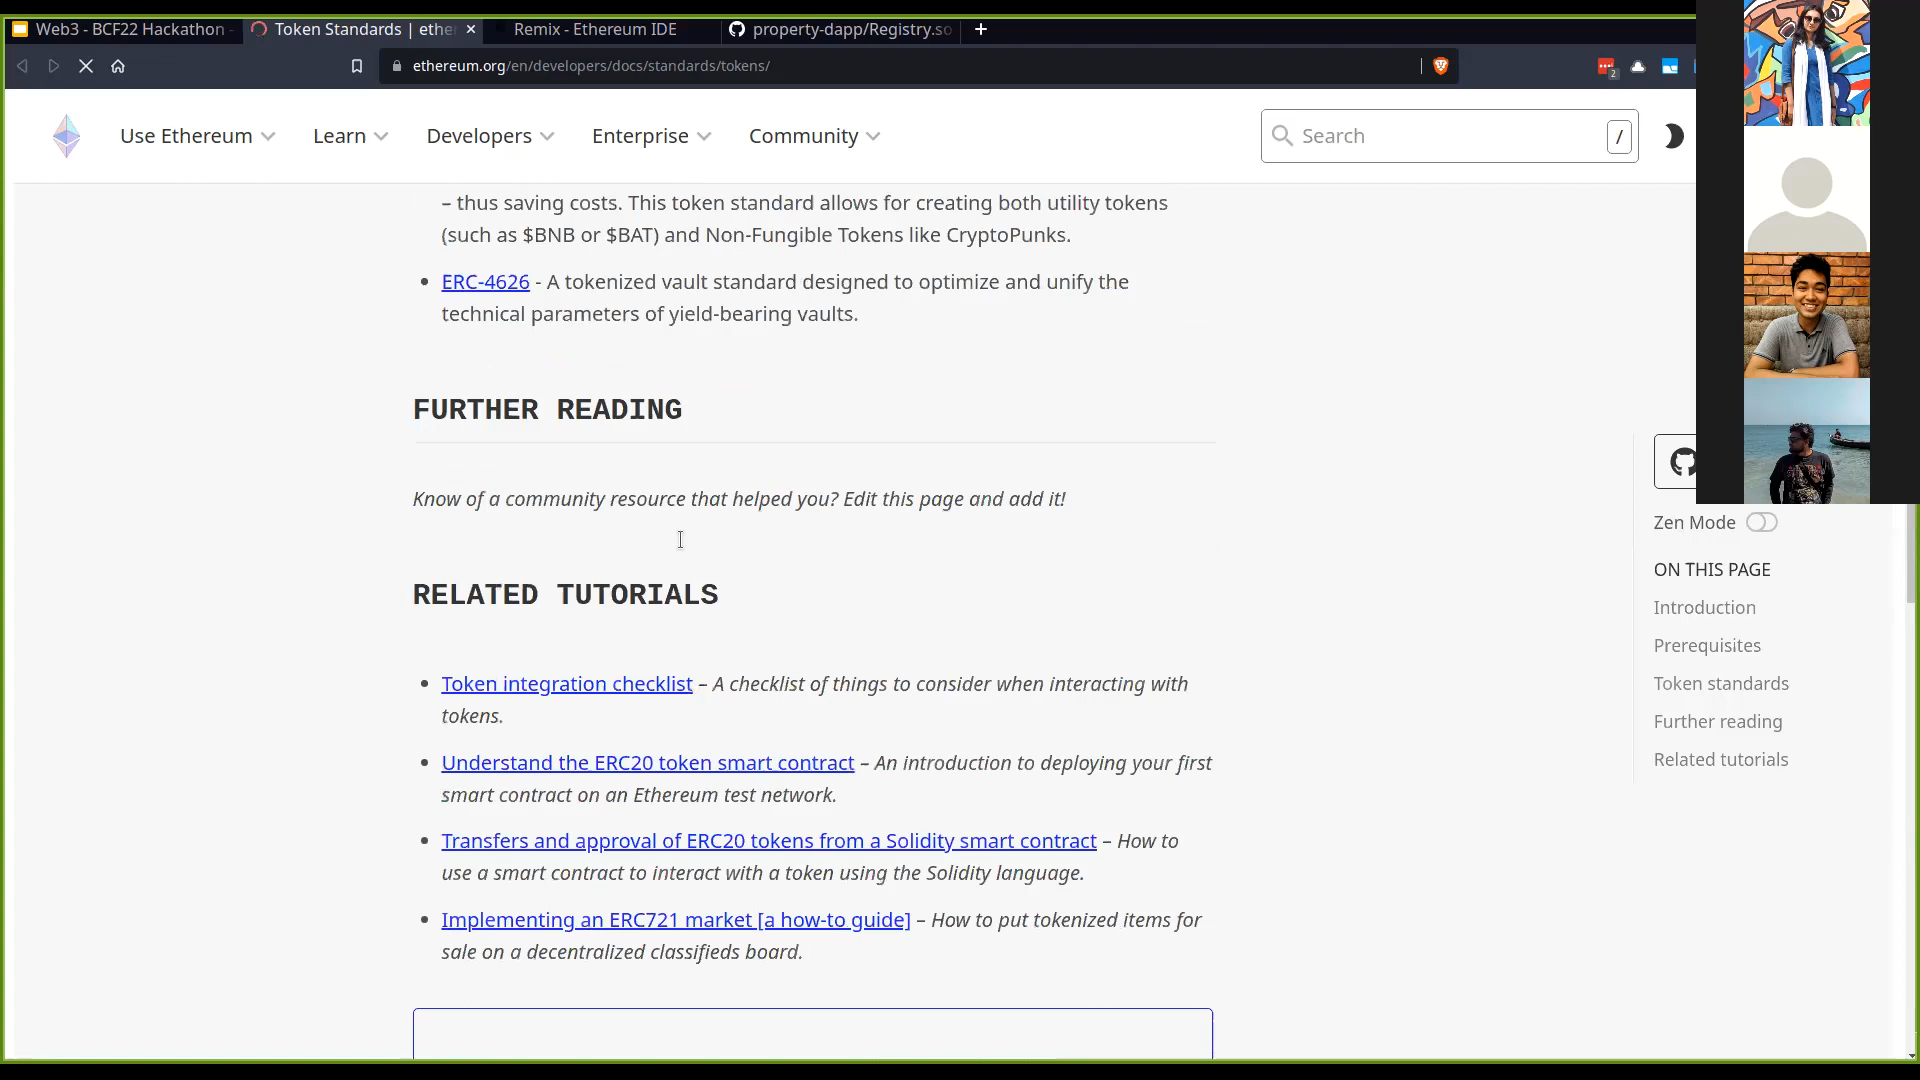 Web3 - BCF22 Hackathon -
Token Standards | ethe
Remix - Ethereum IDE
property-dapp/Registry.so
ethereum.org/en/developers/docs/standards/tokens/
2
Use Ethereum
Learn
Developers
Enterprise
Community
Search
/
– thus saving costs. This token standard allows for creating both utility tokens
(such as $BNB or $BAT) and Non-Fungible Tokens like CryptoPunks.
ERC-4626 - A tokenized vault standard designed to optimize and unify the
technical parameters of yield-bearing vaults.
FURTHER READING
Know of a community resource that helped you? Edit this page and add it!
RELATED TUTORIALS
Token integration checklist – A checklist of things to consider when interacting with
tokens.
Understand the ERC20 token smart contract – An introduction to deploying your first
smart contract on an Ethereum test network.
Transfers and approval of ERC20 tokens from a Solidity smart contract – How to
use a smart contract to interact with a token using the Solidity language.
Implementing an ERC721 market [a how-to guide] – How to put tokenized items for
sale on a decentralized classifieds board.
Zen Mode
ON THIS PAGE
Introduction
Prerequisites
Token standards
Further reading
Related tutorials